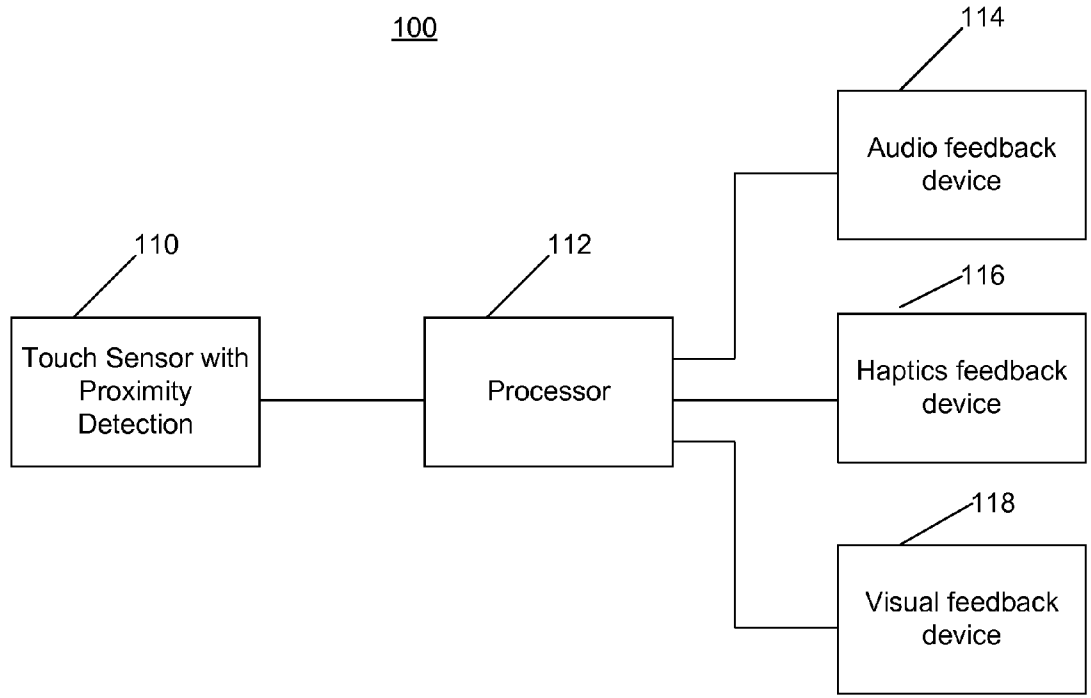 100
114
Audio feedback
device
110
112
116
Touch Sensor with
Proximity
Detection
Processor
Haptics feedback
device
118
Visual feedback
device